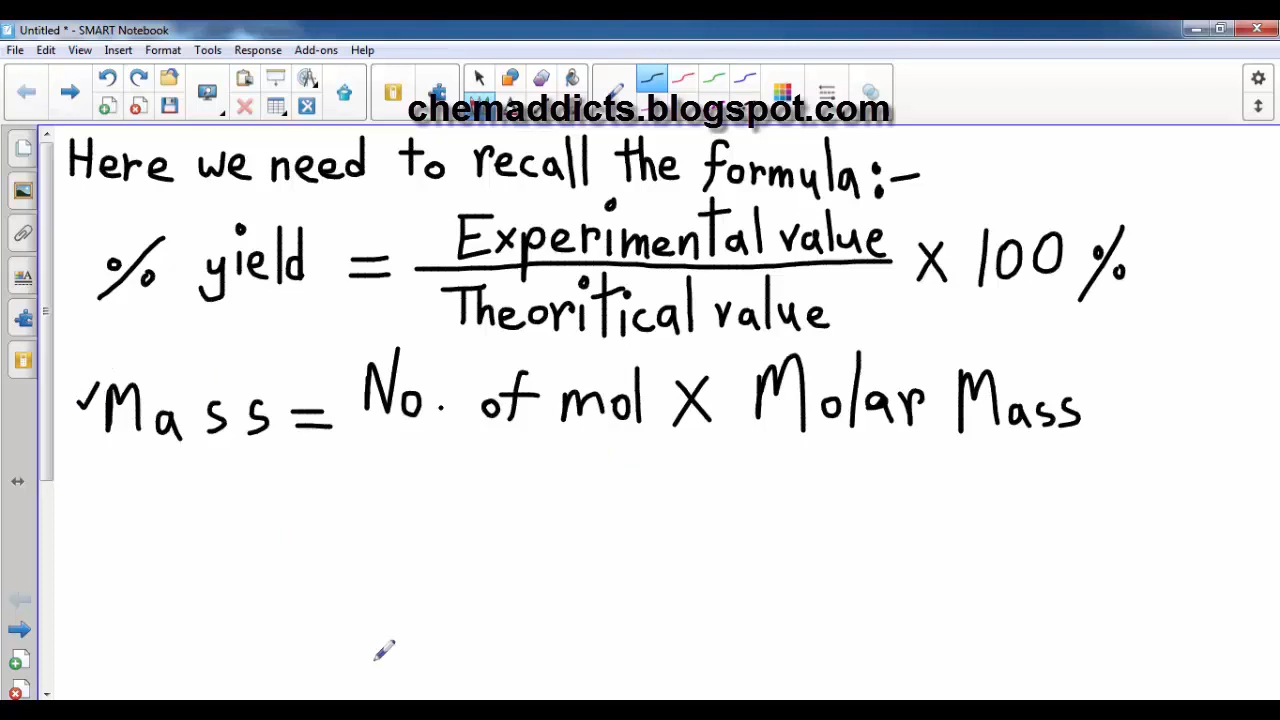 Untitled * - SMART Notebook
File Edit View Insert Format Tools Response Add-ons Help
chemaddicts.blogspot.com
Here we need to recall the formula:-
% yield = Experimental value × 100 %
Theoritical value
✓Mass = No. of mol × Molar Mass